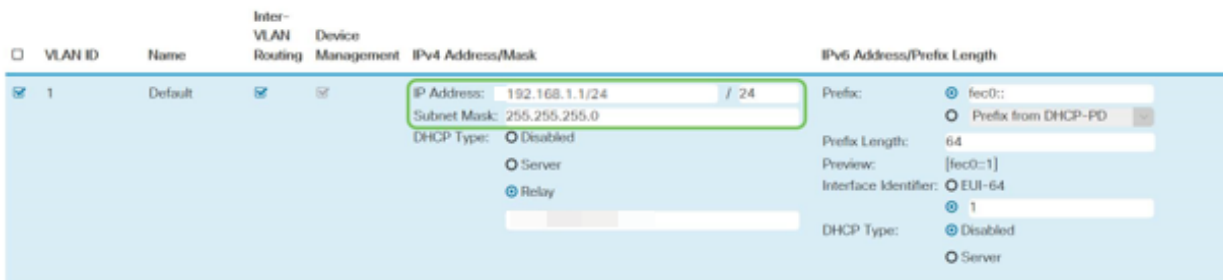 Inter-
VLAN Device
VLAN ID Name Routing Management IPv4 Address/Mask IPv6 Address/Prefix Length
1 Default IP Address: 192.168.1.1/24 / 24 Prefix: fec0::
Subnet Mask: 255.255.255.0 Prefix from DHCP-PD
DHCP Type: Disabled Prefix Length: 64
Server Preview: [fec0::1]
Relay Interface Identifier: EUI-64
1
DHCP Type: Disabled
Server